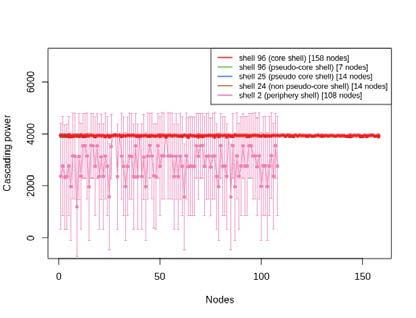 shell 96 (core shell) [158 nodes]
shell 96 (pseudo-core shell) [7 nodes]
shell 25 (pseudo core shell) [14 nodes]
shell 24 (non pseudo-core shell) [14 nodes]
shell 2 (periphery shell) [108 nodes]
Cascading power
6000
4000
2000
0
0
50
100
150
Nodes